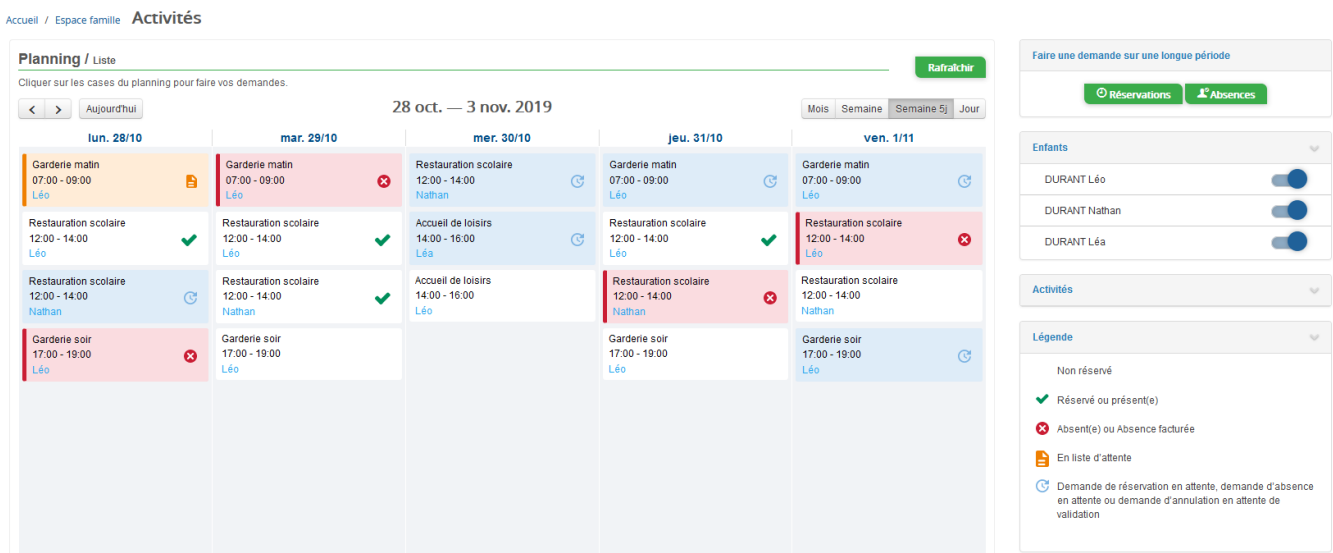 Accueil / Espace famille Activités
Planning / Liste
Rafraîchir
Cliquer sur les cases du planning pour faire vos demandes.
Aujourd'hui
28 oct. — 3 nov. 2019
Mois Semaine Semaine 5j Jour
lun. 28/10
Garderie matin
07:00 - 09:00
Léo
Restauration scolaire
12:00 - 14:00
Léo
Restauration scolaire
12:00 - 14:00
Nathan
Garderie soir
17:00 - 19:00
Léo
mar. 29/10
Garderie matin
07:00 - 09:00
Léo
Restauration scolaire
12:00 - 14:00
Léo
Restauration scolaire
12:00 - 14:00
Nathan
Garderie soir
17:00 - 19:00
Léo
mer. 30/10
Restauration scolaire
12:00 - 14:00
Nathan
Accueil de loisirs
14:00 - 16:00
Léa
Accueil de loisirs
14:00 - 16:00
Léo
jeu. 31/10
Garderie matin
07:00 - 09:00
Léo
Restauration scolaire
12:00 - 14:00
Léo
Restauration scolaire
12:00 - 14:00
Nathan
Garderie soir
17:00 - 19:00
Léo
ven. 1/11
Garderie matin
07:00 - 09:00
Léo
Restauration scolaire
12:00 - 14:00
Léo
Restauration scolaire
12:00 - 14:00
Nathan
Garderie soir
17:00 - 19:00
Léo
Faire une demande sur une longue période
Réservations Absences
Enfants
DURANT Léo
DURANT Nathan
DURANT Léa
Activités
Légende
Non réservé
Réservé ou présent(e)
Absent(e) ou Absence facturée
En liste d'attente
Demande de réservation en attente, demande d'absence
en attente ou demande d'annulation en attente de
validation